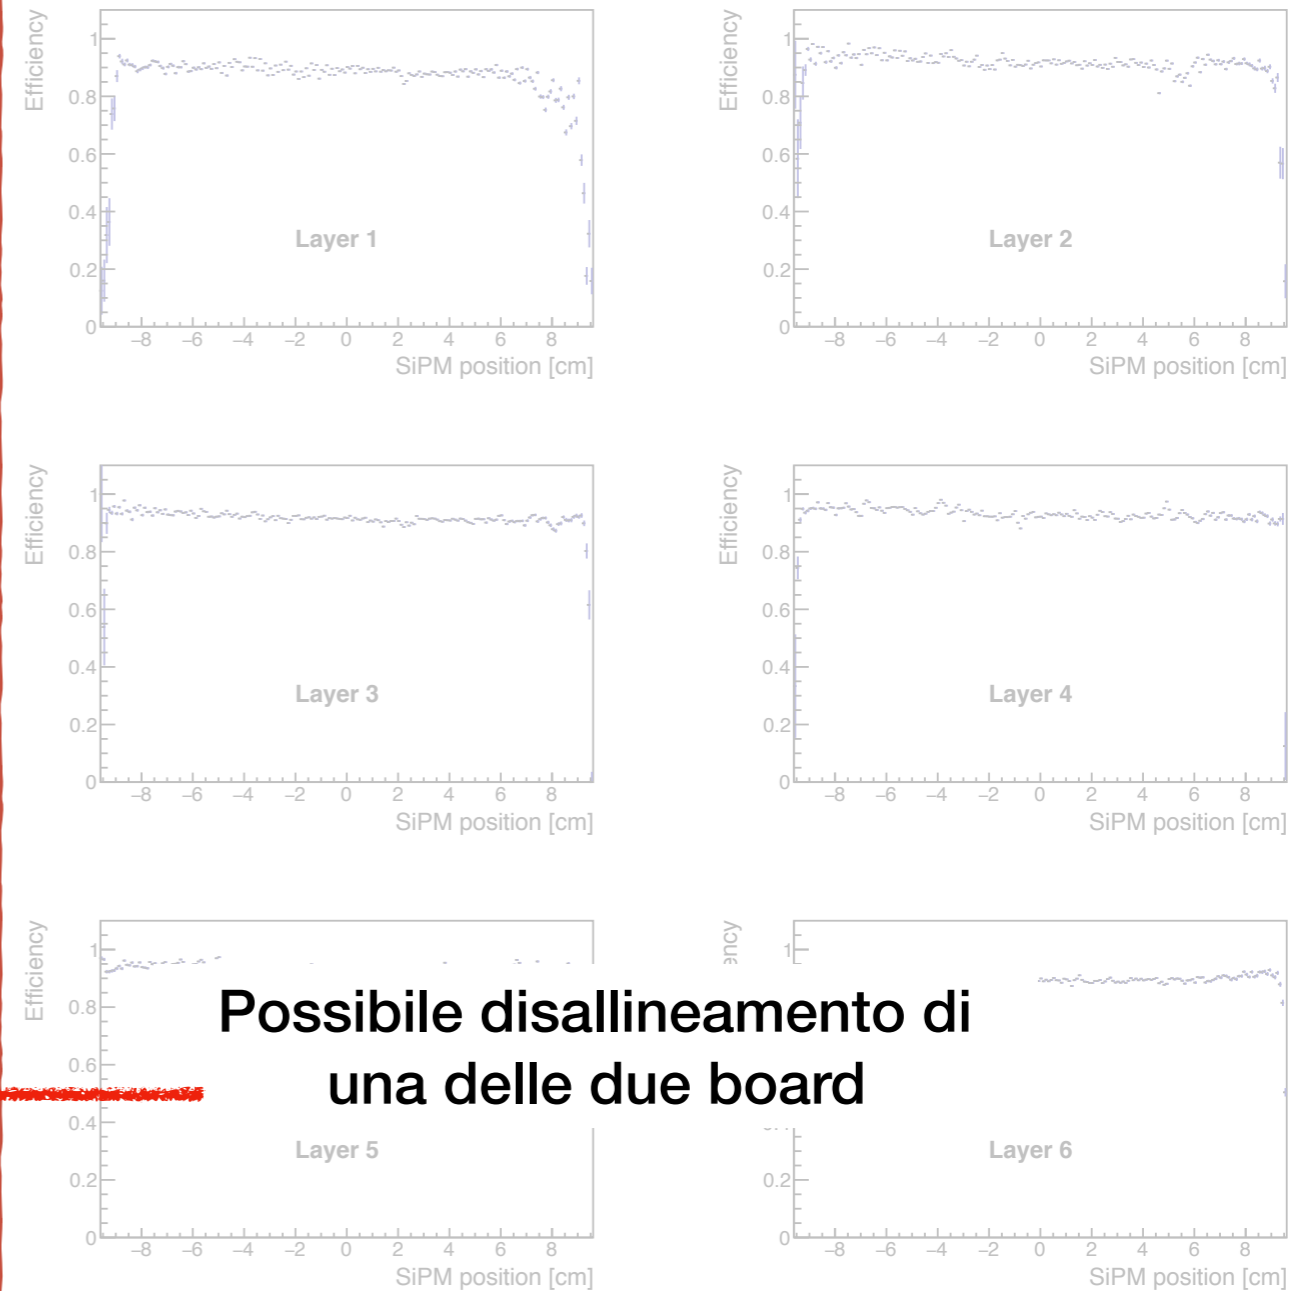 Efficiency
Efficiency
1
0.8
0.6
0.4
0.2
0
1
0.8
0.6
0.4
0.2
0
Layer 1
Layer 2
−8 −6 −4 −2 0 2 4 6 8
−8 −6 −4 −2 0 2 4 6 8
SiPM position [cm]
SiPM position [cm]
Efficiency
Efficiency
1
0.8
0.6
0.4
0.2
0
1
0.8
0.6
0.4
0.2
0
Layer 3
Layer 4
−8 −6 −4 −2 0 2 4 6 8
−8 −6 −4 −2 0 2 4 6 8
SiPM position [cm]
SiPM position [cm]
Efficiency
ency
1
0.8
0.6
0.4
0.2
0
1
0.2
0
Possibile disallineamento di
una delle due board
Layer 5
Layer 6
−8 −6 −4 −2 0 2 4 6 8
−8 −6 −4 −2 0 2 4 6 8
SiPM position [cm]
SiPM position [cm]